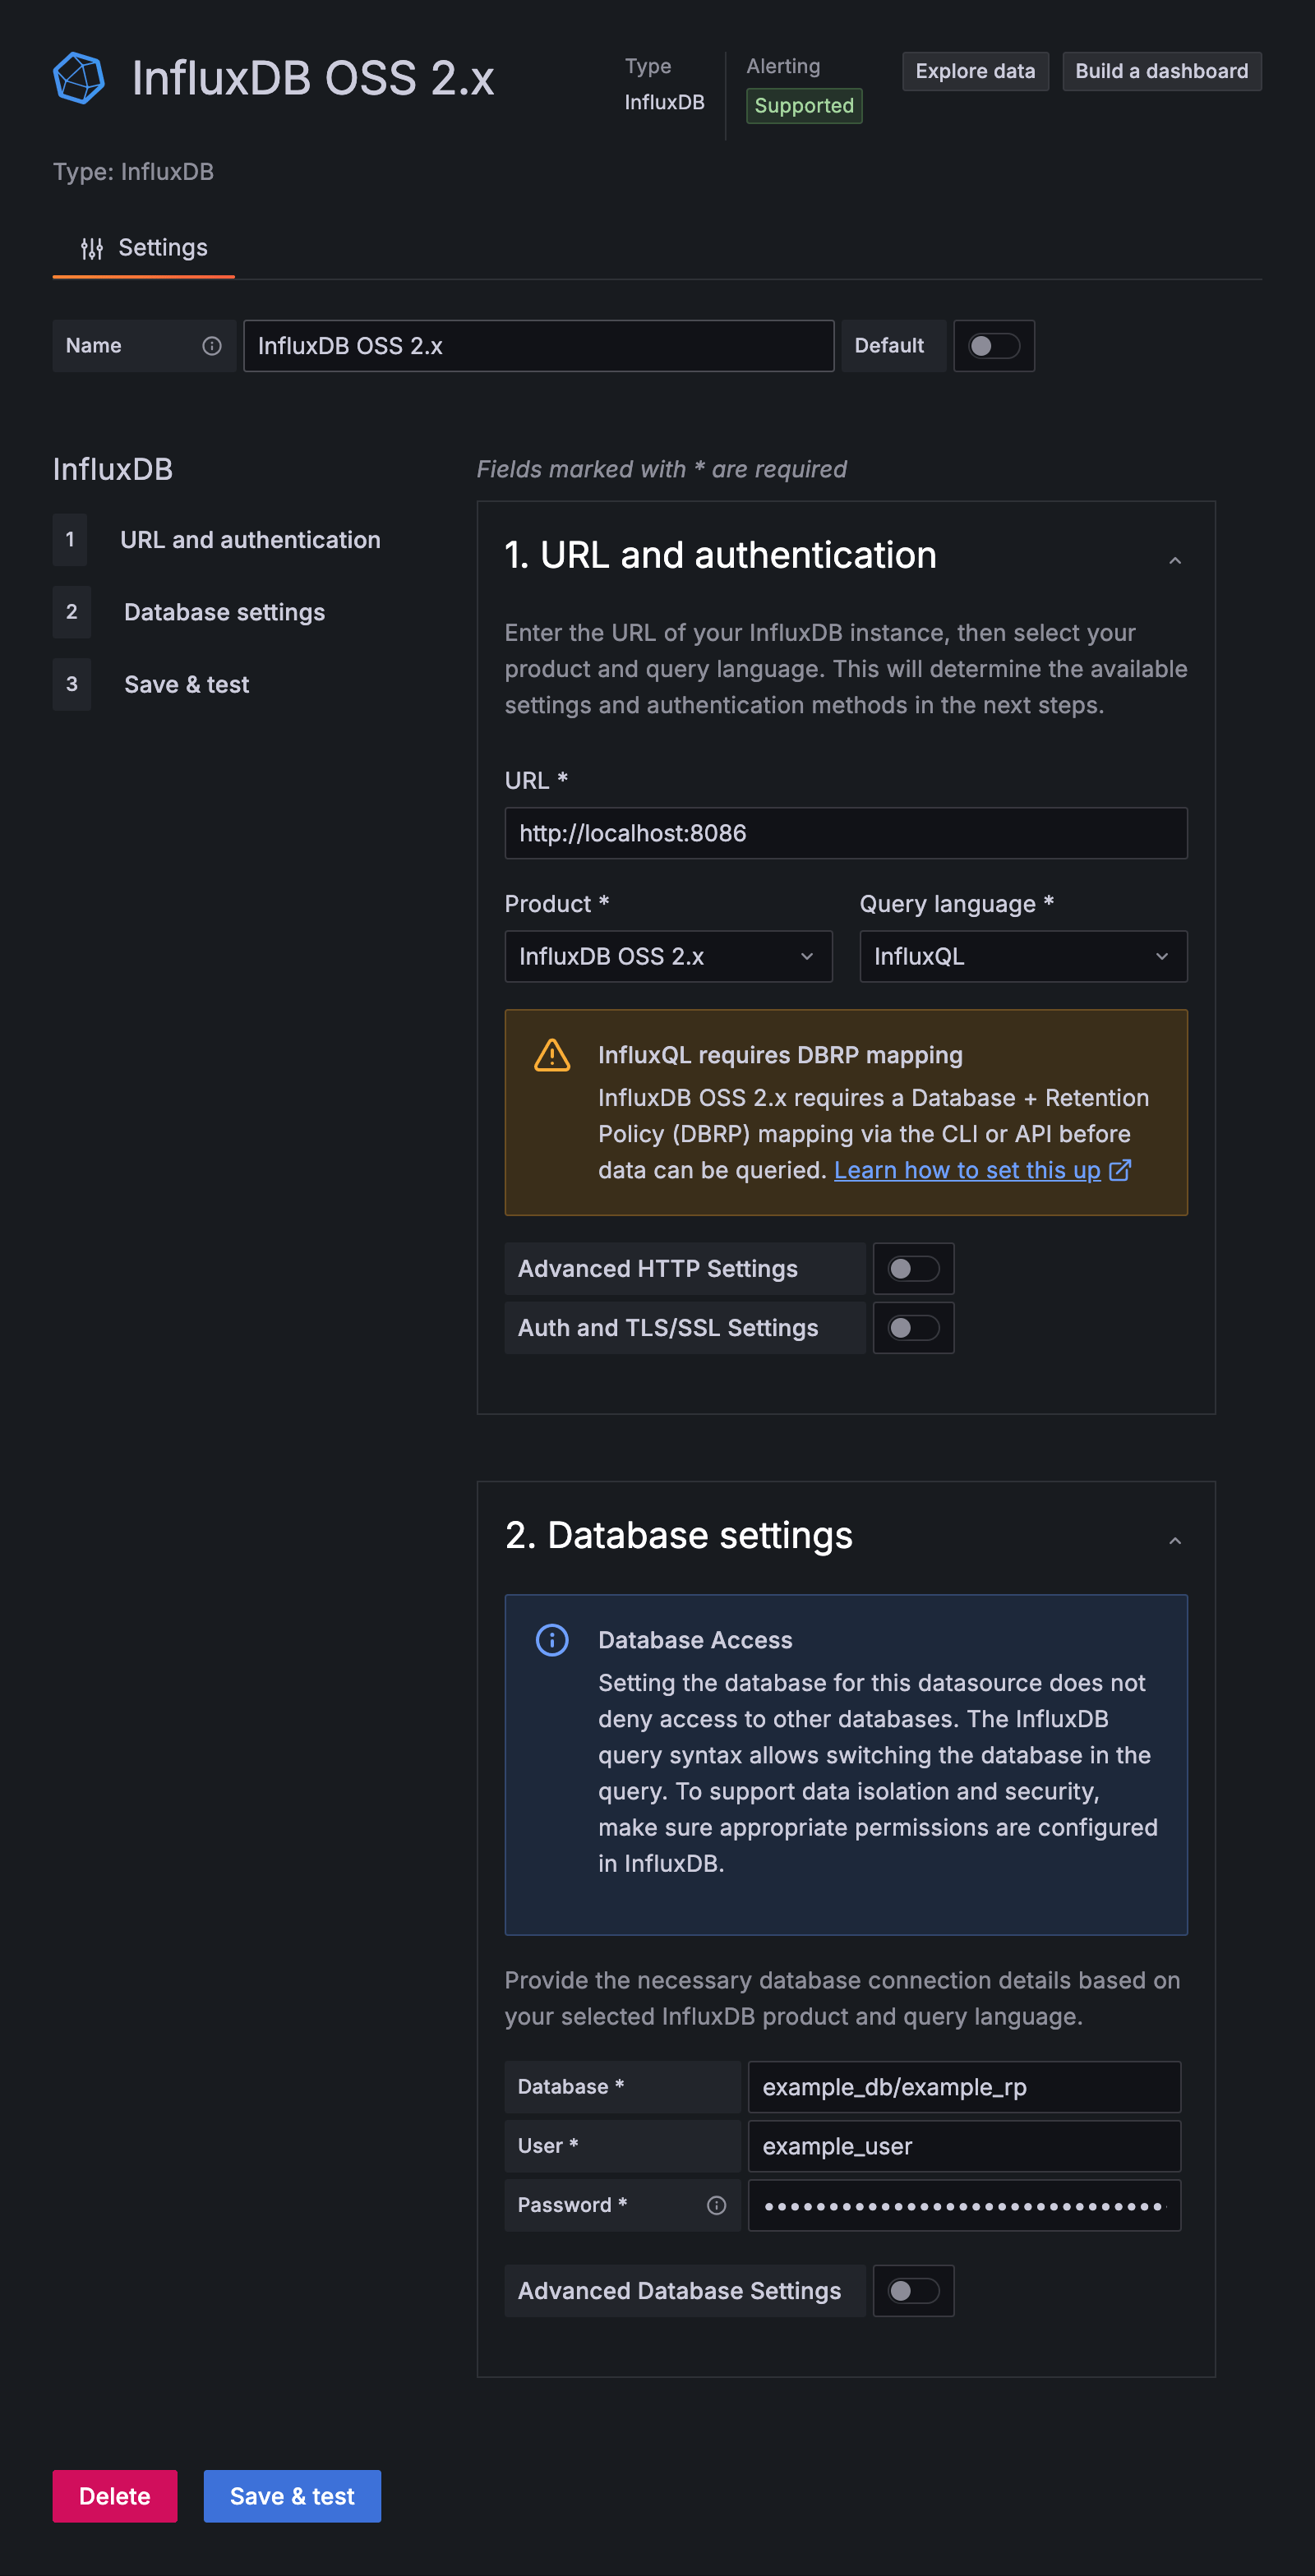 InfluxDB OSS 2.x
Type
InfluxDB
Alerting
Supported
Explore data
Build a dashboard
Type: InfluxDB
Settings
Name
InfluxDB OSS 2.x
Default
InfluxDB
1 URL and authentication
2 Database settings
3 Save & test
Fields marked with * are required
1. URL and authentication
Enter the URL of your InfluxDB instance, then select your
product and query language. This will determine the available
settings and authentication methods in the next steps.
URL *
http://localhost:8086
Product *
InfluxDB OSS 2.x
Query language *
InfluxQL
InfluxQL requires DBRP mapping
InfluxDB OSS 2.x requires a Database + Retention
Policy (DBRP) mapping via the CLI or API before
data can be queried. Learn how to set this up
Advanced HTTP Settings
Auth and TLS/SSL Settings
2. Database settings
Database Access
Setting the database for this datasource does not
deny access to other databases. The InfluxDB
query syntax allows switching the database in the
query. To support data isolation and security,
make sure appropriate permissions are configured
in InfluxDB.
Provide the necessary database connection details based on
your selected InfluxDB product and query language.
Database *
example_db/example_rp
User *
example_user
Password *
Advanced Database Settings
Delete
Save & test